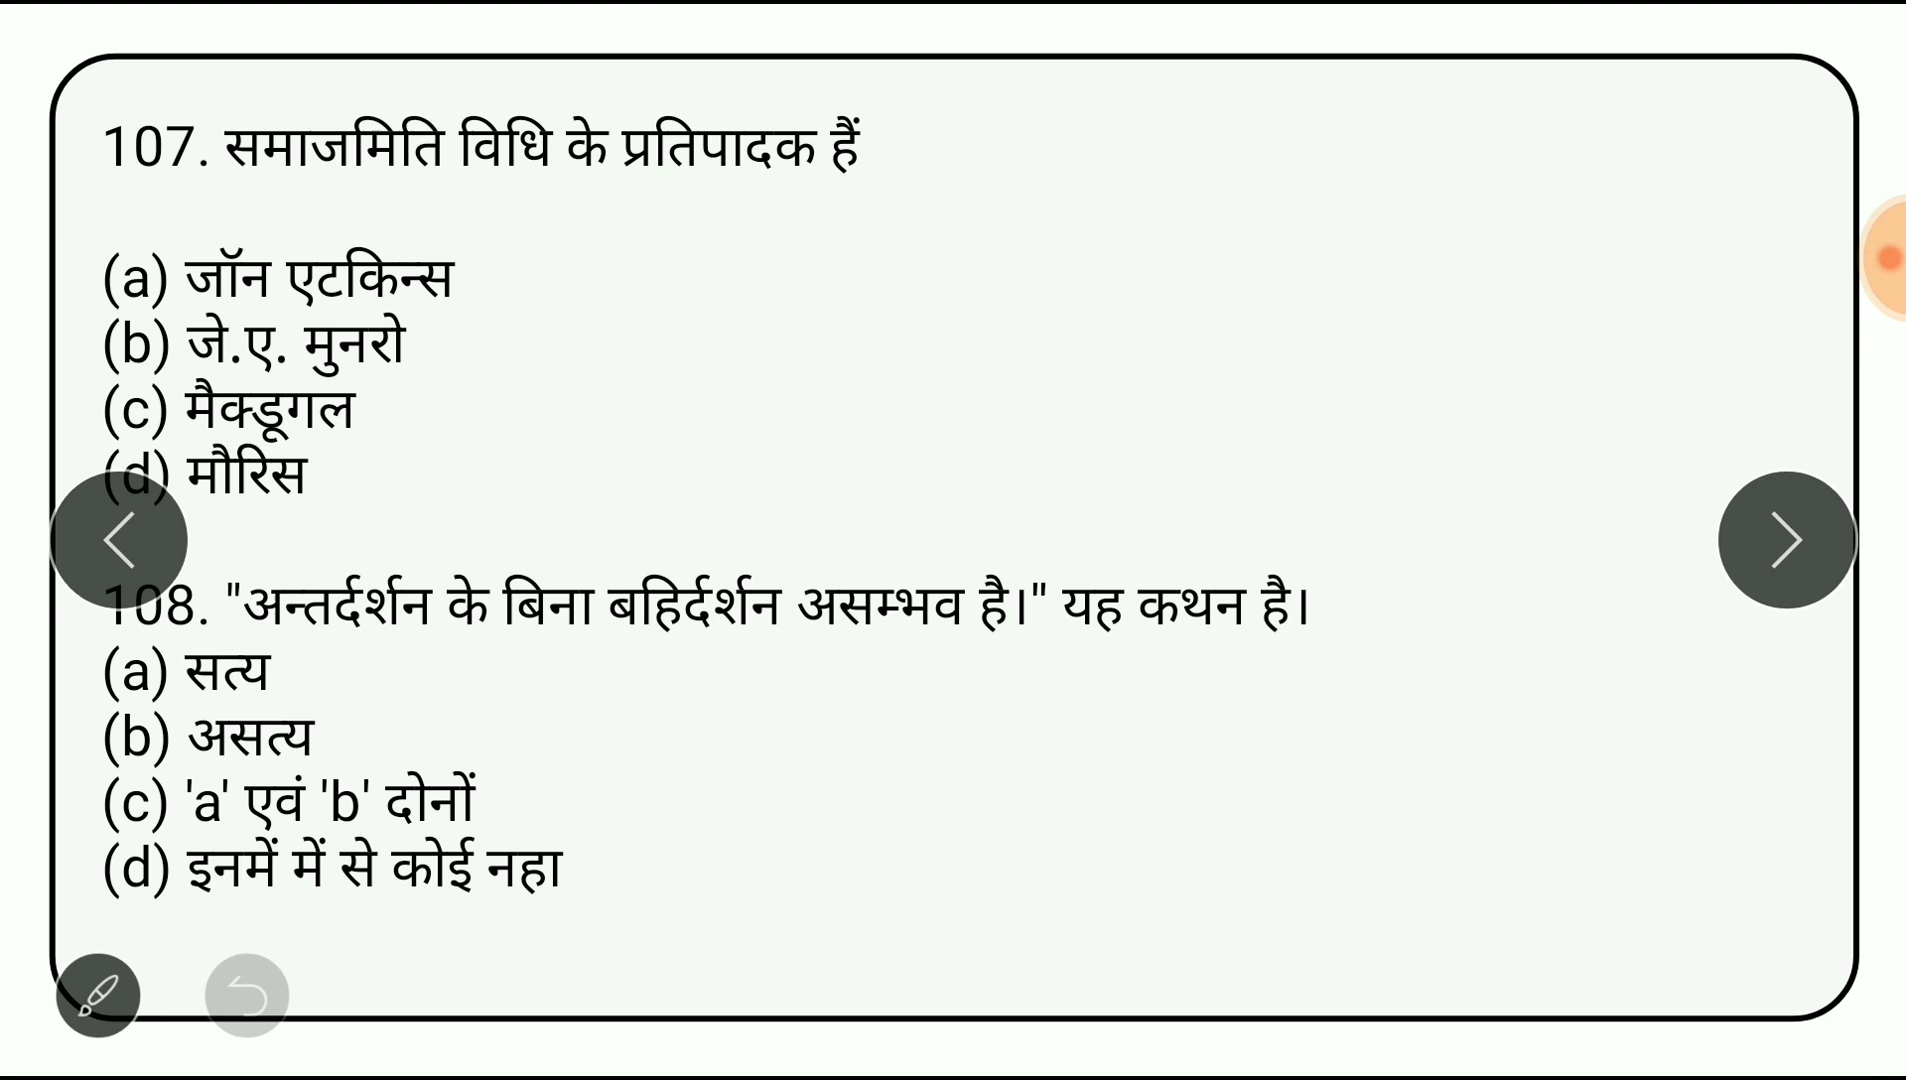 107. समाजमिति विधि के प्रतिपादक हैं
(a) जॉन एटकिन्स
(b) जे.ए. मुनरो
(c) मैक्डूगल
(d) मौरिस
108. "अन्तर्दर्शन के बिना बहिर्दर्शन असम्भव है।" यह कथन है।
(a) सत्य
(b) असत्य
(c) 'a' एवं 'b' दोनों
(d) इनमें में से कोई नहा